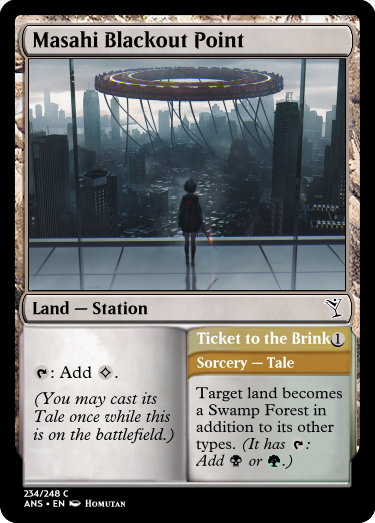 Masahi Blackout Point
Land — Station
: Add .
(You may cast its
Tale once while this
is on the battlefield.)
Ticket to the Brink 1
Sorcery — Tale
Target land becomes
a Swamp Forest in
addition to its other
types. (It has :
Add or .)
234/248 C
ANS • EN Homutan